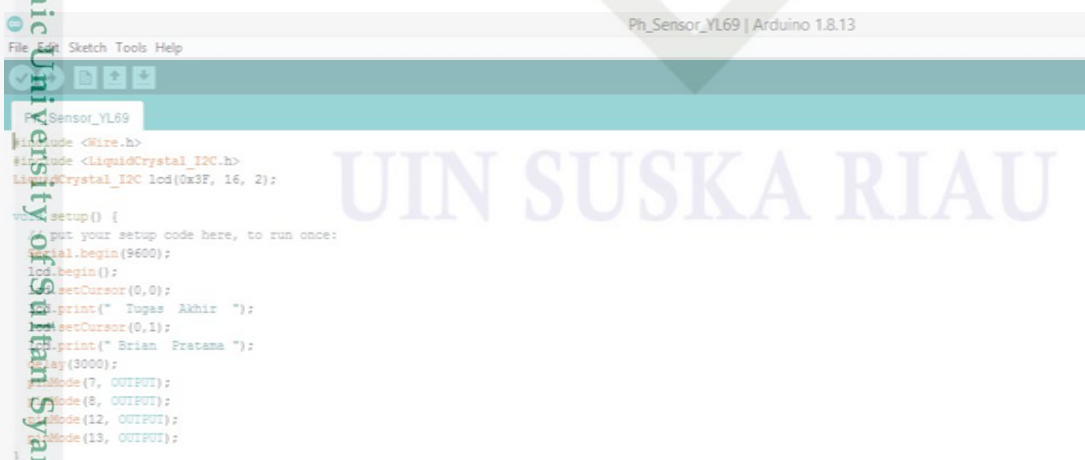 Ph_Sensor_YL69 | Arduino 1.8.13
File Edit Sketch Tools Help
Ph_Sensor_YL69
#include <Wire.h>
#include <LiquidCrystal_I2C.h>
LiquidCrystal_I2C lcd(0x3F, 16, 2);
void setup() {
// put your setup code here, to run once:
Serial.begin(9600);
lcd.begin();
lcd.setCursor(0,0);
lcd.print("  Tugas  Akhir  ");
lcd.setCursor(0,1);
lcd.print(" Brian  Pratama ");
delay(3000);
pinMode(7, OUTPUT);
pinMode(8, OUTPUT);
pinMode(12, OUTPUT);
pinMode(13, OUTPUT);
}
UIN SUSKA RIAU
University of Sultan